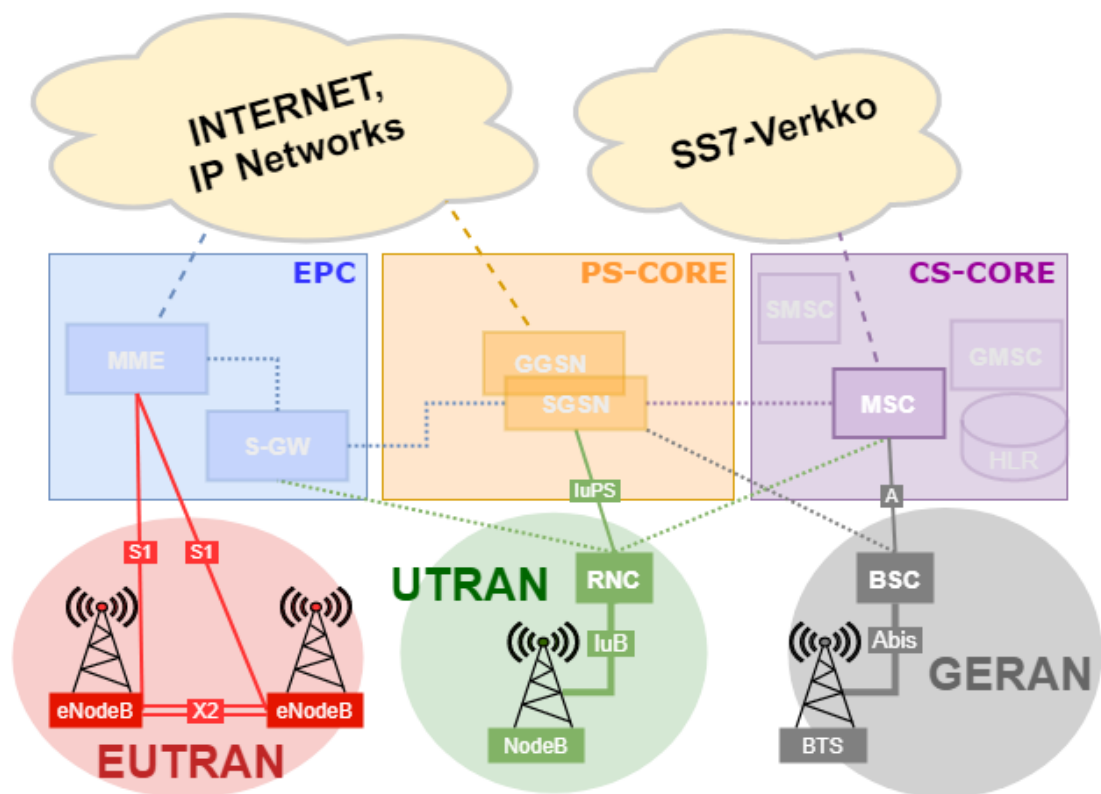 INTERNET,
IP Networks
SS7-Verkko
EPC
PS-CORE
CS-CORE
SMSC
MME
GGSN
GMSC
SGSN
MSC
S-GW
HLR
IuPS
A
S1
S1
UTRAN
RNC
BSC
IuB
Abis
GERAN
eNodeB
X2
eNodeB
NodeB
BTS
EUTRAN